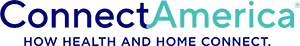 ConnectAmerica®
HOW HEALTH AND HOME CONNECT.